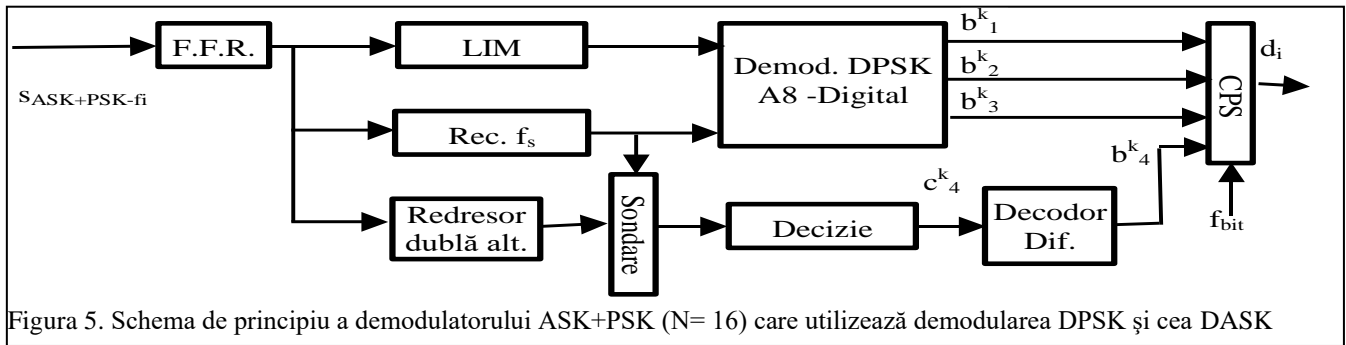 F.F.R.
LIM
Demod. DPSK
A8 -Digital
b^k_1
b^k_2
b^k_3
d_i
CPS
s_ASK+PSK-fi
Rec. f_s
b^k_4
c^k_4
Sondare
Redresor
dublă alt.
Decizie
Decodor
Dif.
f_bit
Figura 5. Schema de principiu a demodulatorului ASK+PSK (N= 16) care utilizează demodularea DPSK şi cea DASK